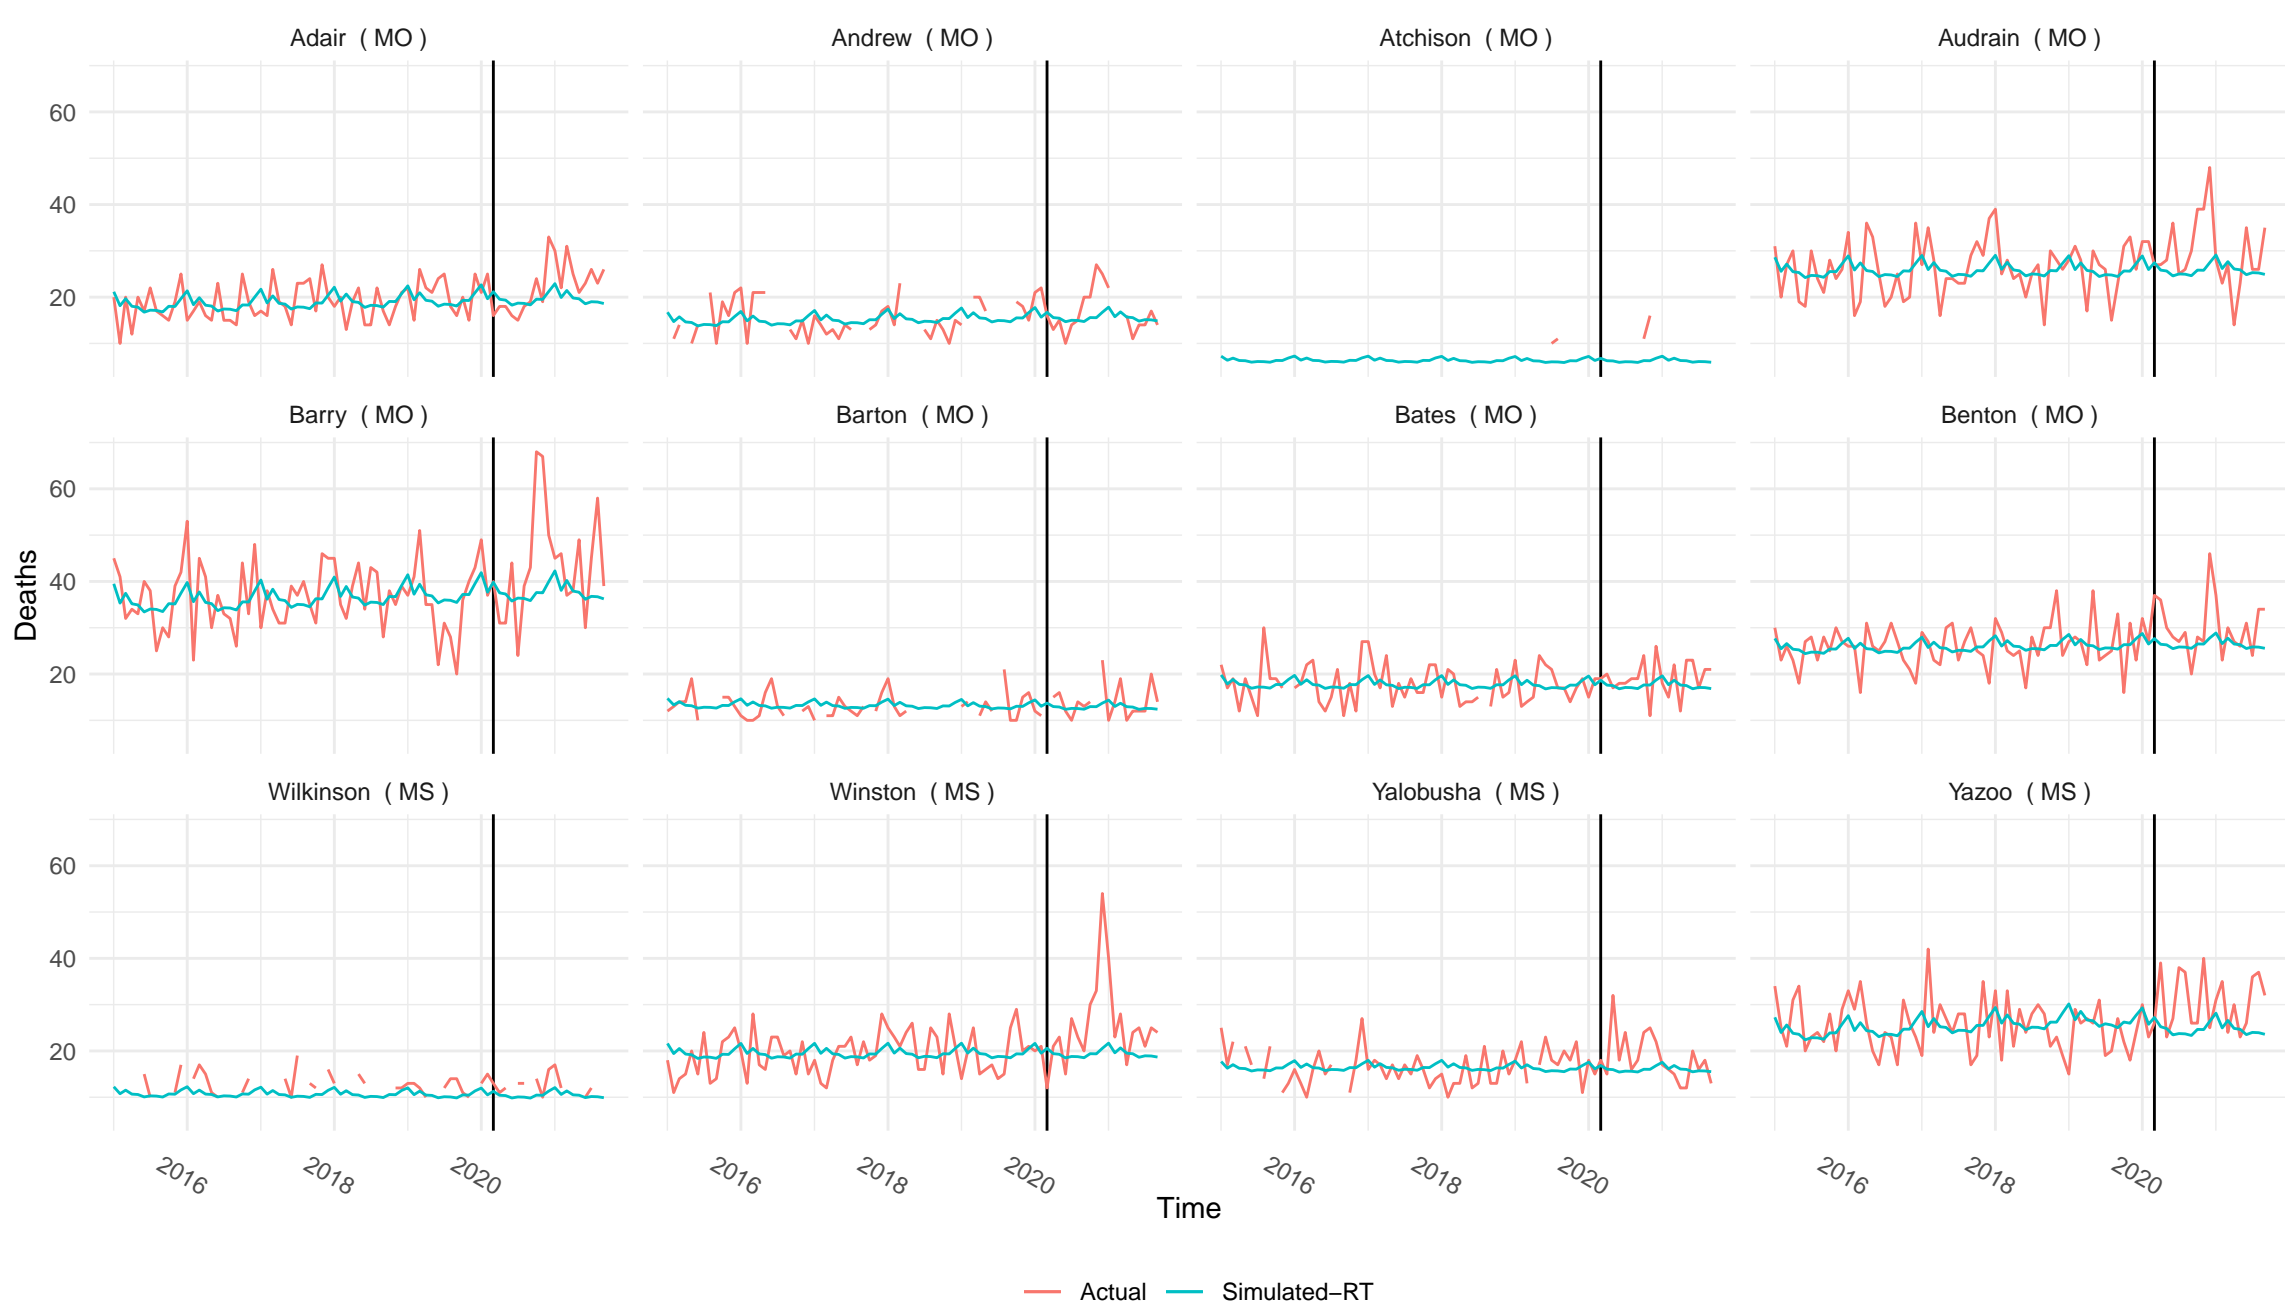 Adair ( MO )
Andrew ( MO )
Atchison ( MO )
Audrain ( MO )
60
40
20
Barry ( MO )
Barton ( MO )
Bates ( MO )
Benton ( MO )
60
40
20
Deaths
Wilkinson ( MS )
Winston ( MS )
Yalobusha ( MS )
Yazoo ( MS )
60
40
20
2016 2018 2020
2016 2018 2020
2016 2018 2020
2016 2018 2020
Time
Actual Simulated−RT